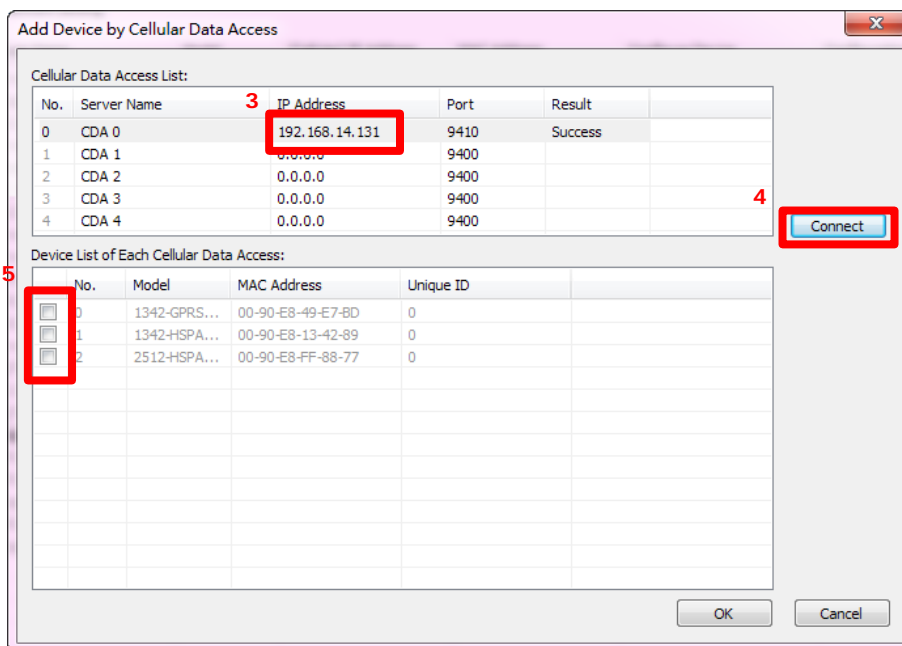 Add Device by Cellular Data Access
Cellular Data Access List:
No. Server Name 3 IP Address Port Result
0 CDA 0 192.168.14.131 9410 Success
1 CDA 1 0.0.0.0 9400
2 CDA 2 0.0.0.0 9400
3 CDA 3 0.0.0.0 9400
4 CDA 4 0.0.0.0 9400
4
Connect
Device List of Each Cellular Data Access:
5
No. Model MAC Address Unique ID
0 1342-GPRS... 00-90-E8-49-E7-BD 0
1 1342-HSPA... 00-90-E8-13-42-89 0
2 2512-HSPA... 00-90-E8-FF-88-77 0
OK Cancel